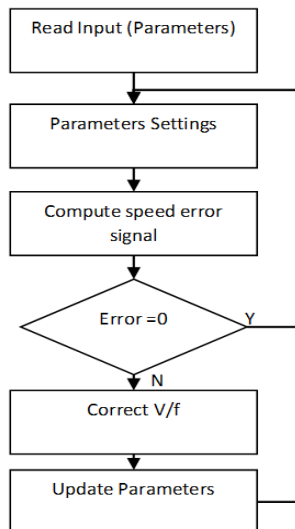 Read Input (Parameters)
Parameters Settings
Compute speed error
signal
Error =0
Y
N
Correct V/f
Update Parameters